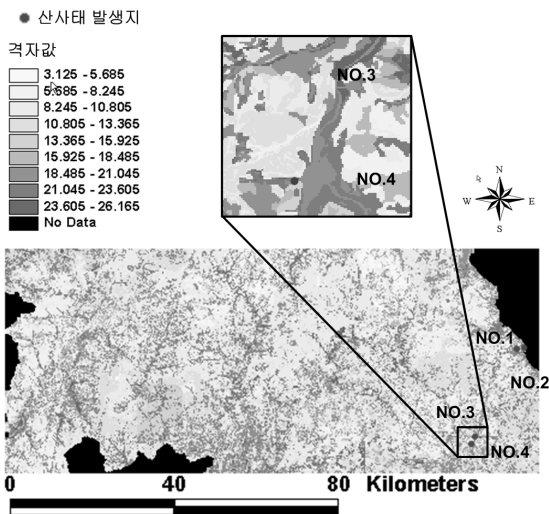 산사태 발생지
격자값
3.125 - 5.685
5.685 - 8.245
8.245 - 10.805
10.805 - 13.365
13.365 - 15.925
15.925 - 18.485
18.485 - 21.045
21.045 - 23.605
23.605 - 26.165
No Data
NO.3
NO.4
N
W E
S
NO.1
NO.2
NO.3
NO.4
0 40 80 Kilometers